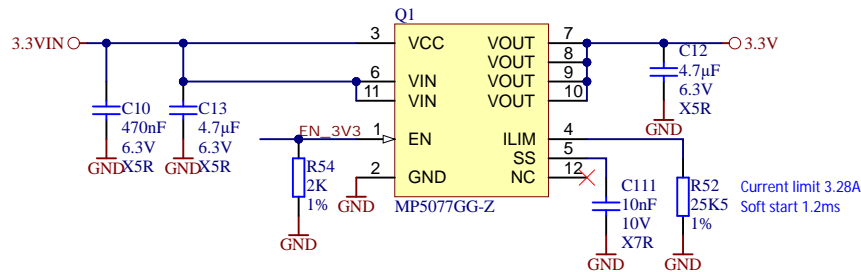 Q1
3.3VIN
3
VCC
VOUT
7
3.3V
VOUT
8
6
VIN
VOUT
9
11
VIN
VOUT
10
C12
4.7µF
6.3V
X5R
GND
C10
470nF
6.3V
X5R
GND
C13
4.7µF
6.3V
X5R
GND
EN_3V3
1
EN
ILIM
4
SS
5
2
GND
NC
12
GND
MP5077GG-Z
R54
2K
1%
GND
C111
10nF
10V
X7R
GND
R52
25K5
1%
GND
Current limit 3.28A
Soft start 1.2ms